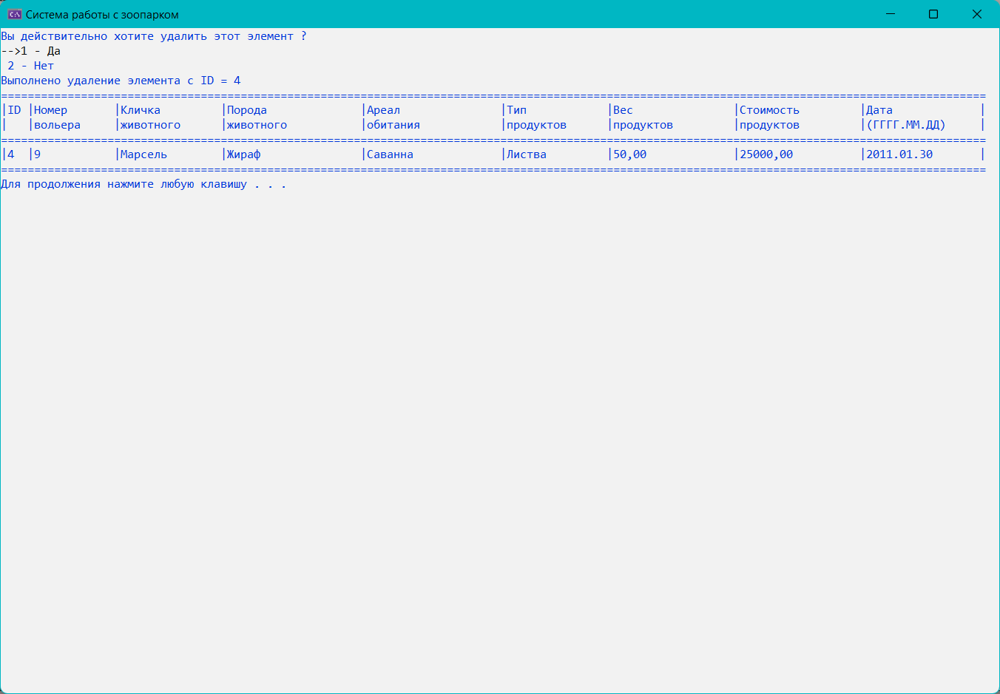 Система работы с зоопарком
Вы действительно хотите удалить этот элемент ?
-->1 - Да
2 - Нет
Выполнено удаление элемента с ID = 4
====================================================================================================================================================
|ID |Номер       |Кличка         |Порода              |Ареал               |Тип            |Вес               |Стоимость         |Дата             |
|   |вольера     |животного      |животного           |обитания            |продуктов      |продуктов         |продуктов         |(ГГГГ.ММ.ДД)     |
====================================================================================================================================================
|4  |9           |Марсель        |Жираф               |Саванна             |Листва         |50,00             |25000,00          |2011.01.30       |
====================================================================================================================================================
Для продолжения нажмите любую клавишу . . .